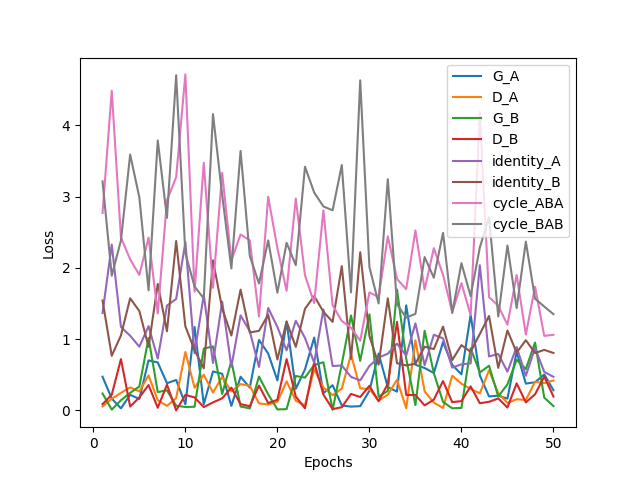 G_A
D_A
G_B
D_B
identity_A
identity_B
cycle_ABA
cycle_BAB
Loss
4
3
2
1
0
0
10
20
30
40
50
Epochs